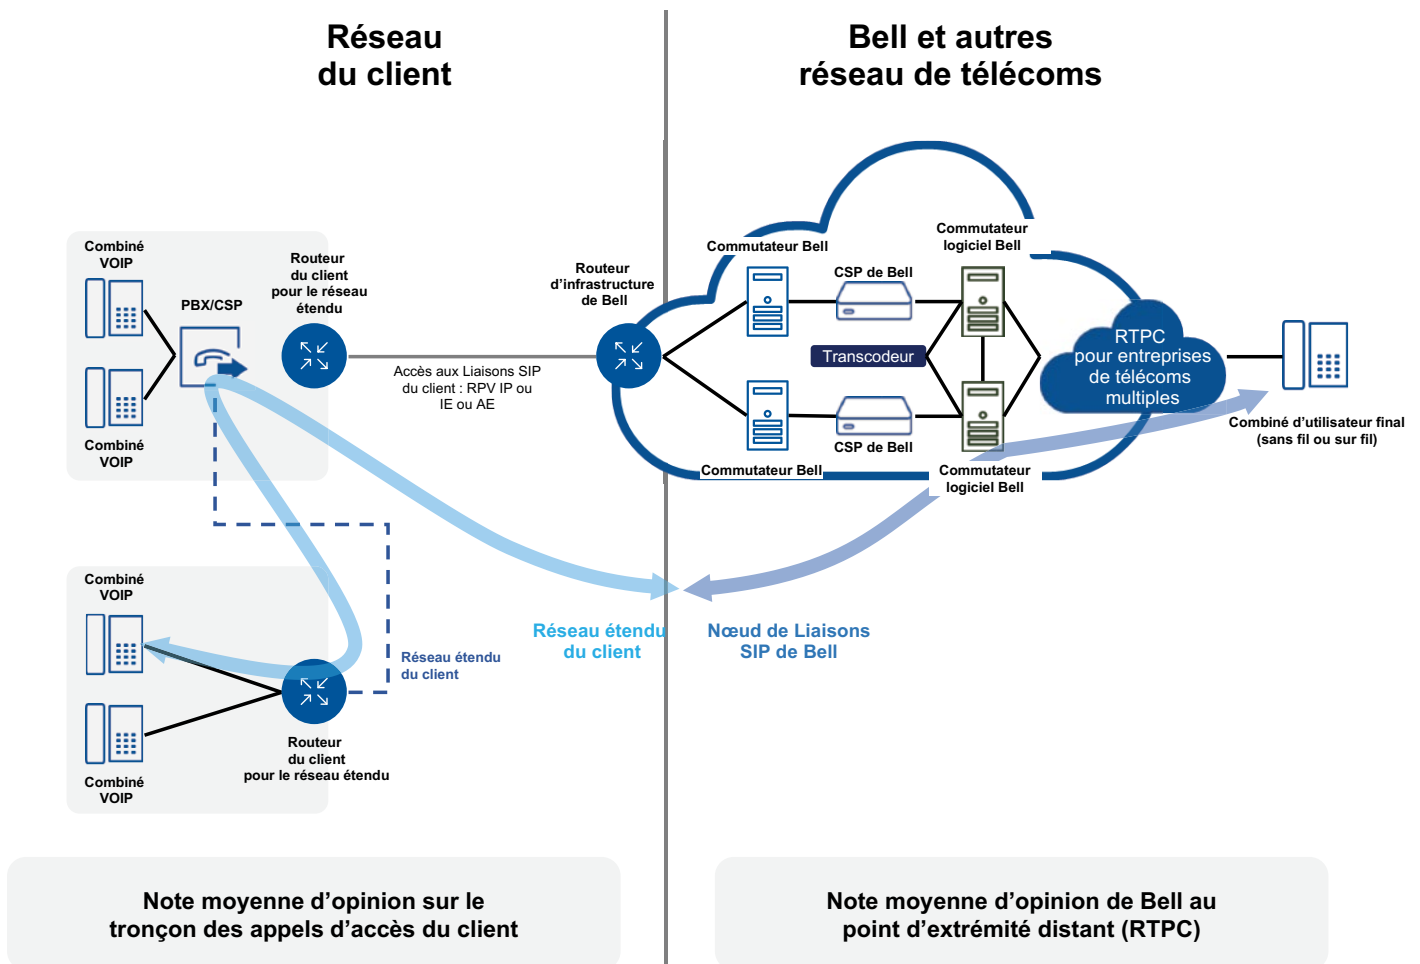 Réseau
du client
Bell et autres
réseau de télécoms
Combiné
VOIP
PBX/CSP
Routeur
du client
pour le réseau
étendu
Combiné
VOIP
Accès aux Liaisons SIP
du client : RPV IP ou
IE ou AE
Routeur
d’infrastructure
de Bell
Commutateur Bell
CSP de Bell
Commutateur
logiciel Bell
Transcodeur
Commutateur Bell
CSP de Bell
Commutateur
logiciel Bell
RTPC
pour entreprises
de télécoms
multiples
Combiné d’utilisateur final
(sans fil ou sur fil)
Combiné
VOIP
Réseau étendu
du client
Combiné
VOIP
Routeur
du client
pour le réseau étendu
Réseau étendu
du client
Nœud de Liaisons
SIP de Bell
Note moyenne d’opinion sur le
tronçon des appels d’accès du client
Note moyenne d’opinion de Bell au
point d’extrémité distant (RTPC)